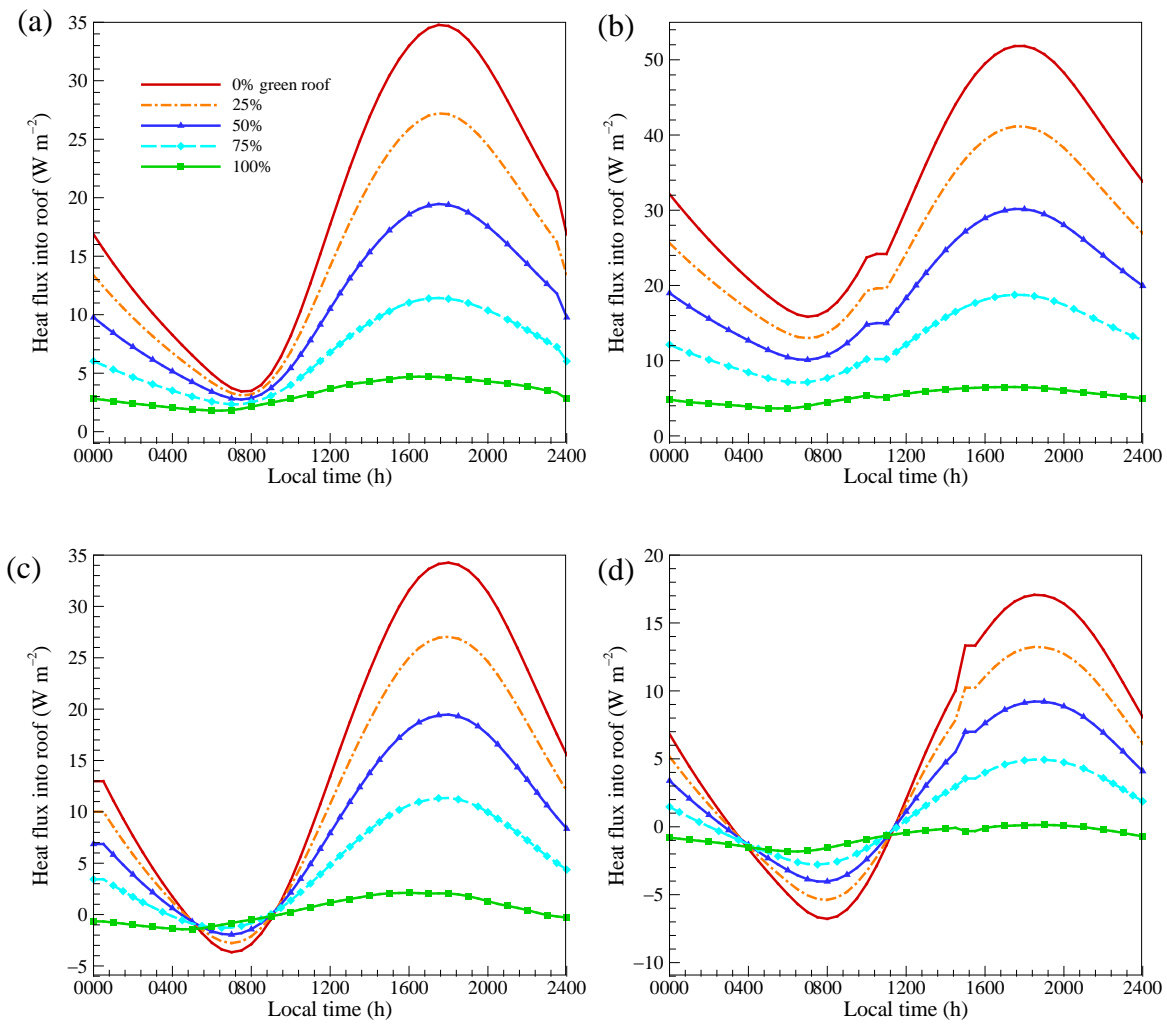 (a)
Heat flux into roof (W m⁻²)
35
30
25
20
15
10
5
0
0% green roof
25%
50%
75%
100%
0000 0400 0800 1200 1600 2000 2400
Local time (h)
(b)
Heat flux into roof (W m⁻²)
50
40
30
20
10
0
0000 0400 0800 1200 1600 2000 2400
Local time (h)
(c)
Heat flux into roof (W m⁻²)
35
30
25
20
15
10
5
0
−5
0000 0400 0800 1200 1600 2000 2400
Local time (h)
(d)
Heat flux into roof (W m⁻²)
20
15
10
5
0
−5
−10
0000 0400 0800 1200 1600 2000 2400
Local time (h)